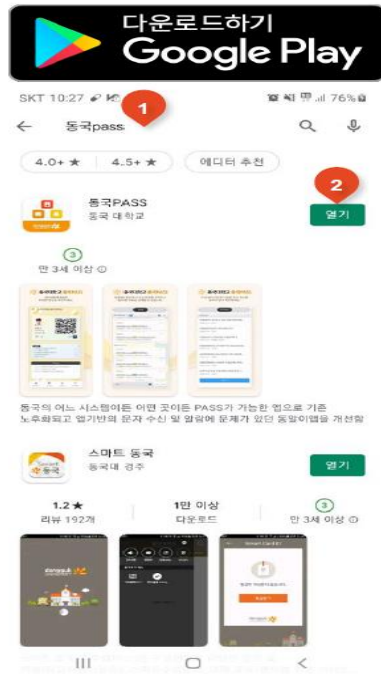 다운로드하기
Google Play
SKT 10:27
76%
1
동국pass
4.0+ ★ 4.5+ ★ 에디터 추천
2
동국PASS
동국 대학교
열기
3
만 3세 이상
동국의 어느 시스템이든 어떤 곳이든 PASS가 가능한 앱으로 기존
노후화되고 앱기반의 문자 수신 및 알람에 문제가 있던 동알이앱을 개선함
스마트 동국
동국대 경주
열기
1.2★ 1만 이상 3
리뷰 192개 다운로드 만 3세 이상